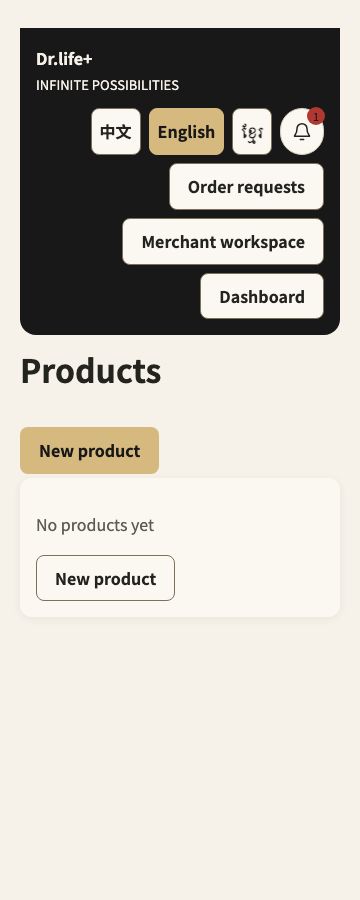 Dr.life+
INFINITE POSSIBILITIES
中文 English ខ្មែរ 1
Order requests
Merchant workspace
Dashboard
Products
New product
No products yet
New product